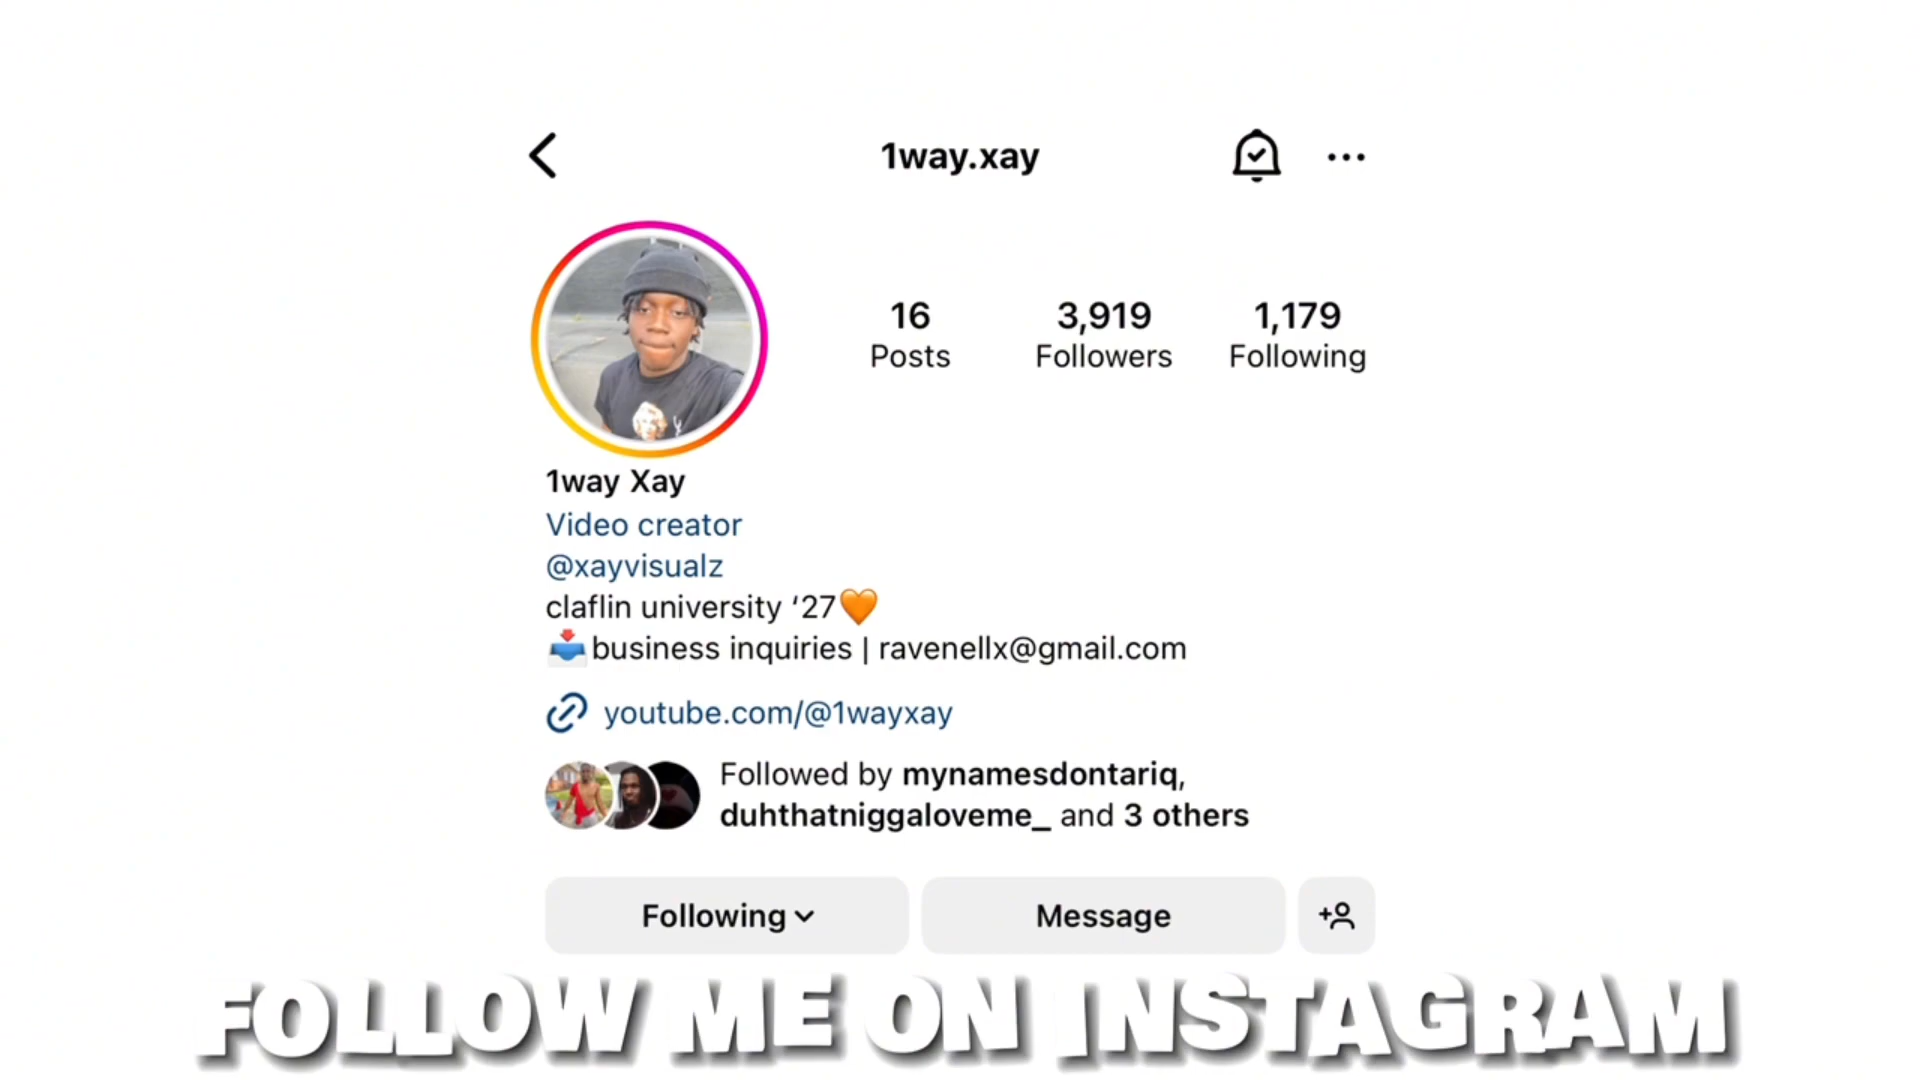 1way.xay
16
Posts
3,919
Followers
1,179
Following
1way Xay
Video creator
@xayvisualz
claflin university ‘27🧡
📥business inquiries | ravenellx@gmail.com
youtube.com/@1wayxay
Followed by mynamesdontariq,
duhthatniggaloveme_ and 3 others
Following
Message
FOLLOW ME ON INSTAGRAM